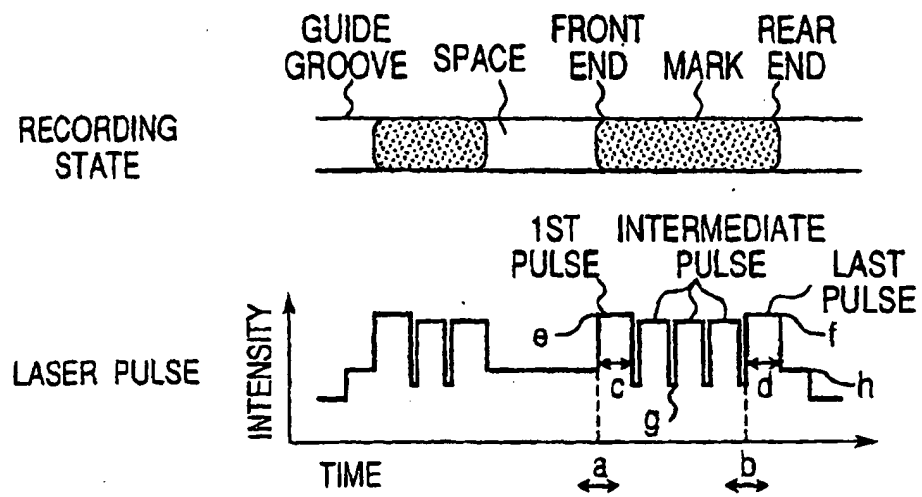 GUIDE
GROOVE
SPACE
FRONT
END
MARK
REAR
END
RECORDING
STATE
1ST
PULSE
INTERMEDIATE
PULSE
LAST
PULSE
LASER PULSE
INTENSITY
e
c
g
d
f
h
TIME
a
b